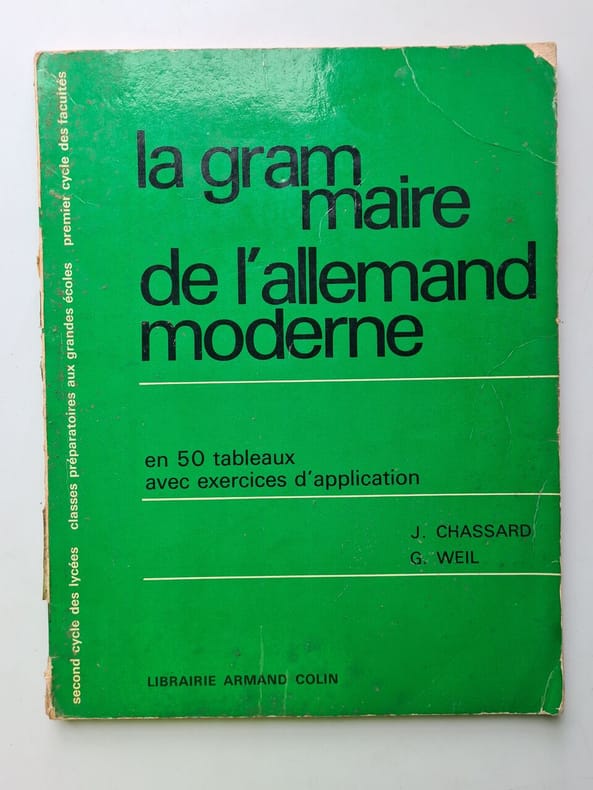 la gram
maire
de l'allemand
moderne
en 50 tableaux
avec exercices d'application
J. CHASSARD
G. WEIL
LIBRAIRIE ARMAND COLIN
second cycle des lycées classes préparatoires aux grandes écoles premier cycle des facultés